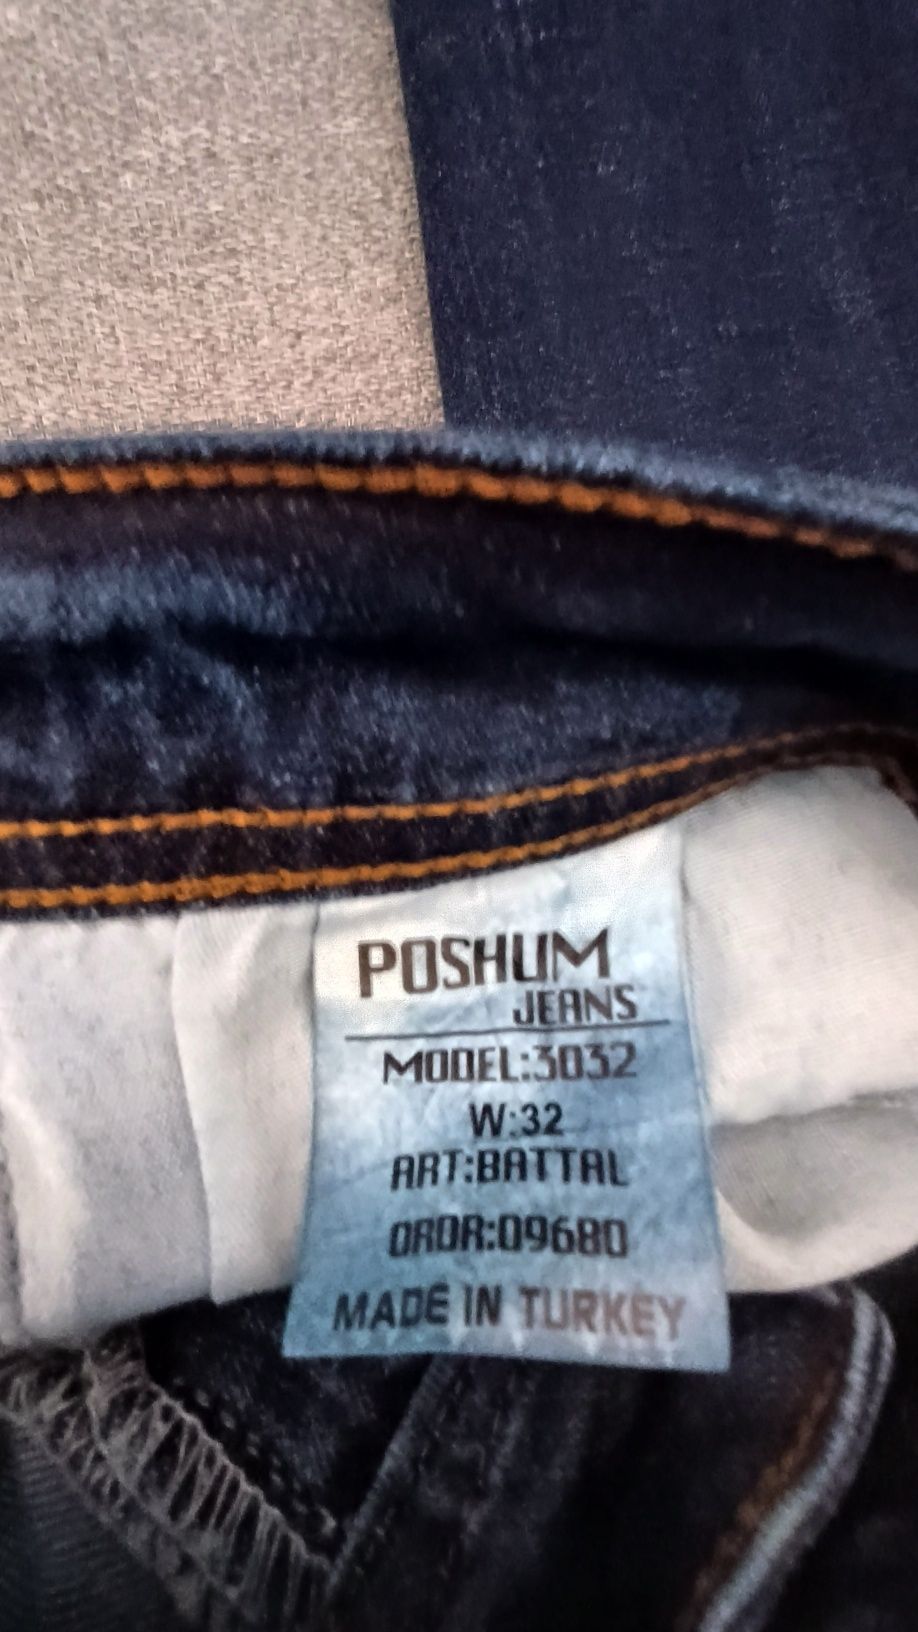 POSHUM
JEANS
MODEL:3032
W:32
ART:BATTAL
ORDR:09680
MADE IN TURKEY